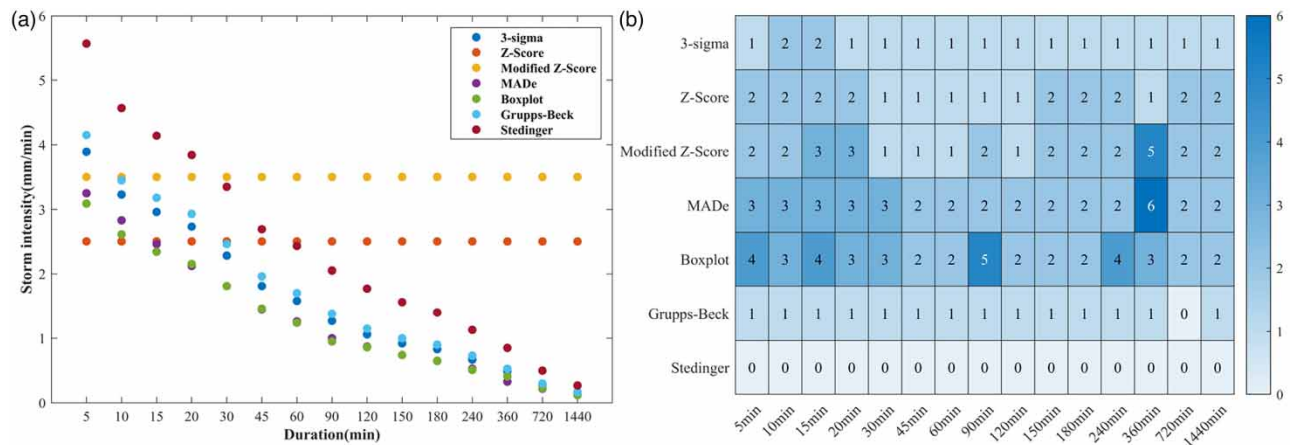 (a)
Storm intensity(mm/min)
6
5
4
3
2
1
0
3-sigma
Z-Score
Modified Z-Score
MADe
Boxplot
Grupps-Beck
Stedinger
5 10 15 20 30 45 60 90 120 150 180 240 360 720 1440
Duration(min)
(b)
3-sigma 1 2 2 1 1 1 1 1 1 1 1 1 1 1 1
Z-Score 2 2 2 2 1 1 1 1 1 2 2 2 1 2 2
Modified Z-Score 2 2 3 3 1 1 1 2 1 2 2 2 5 2 2
MADe 3 3 3 3 3 2 2 2 2 2 2 2 6 2 2
Boxplot 4 3 4 3 3 2 2 5 2 2 2 4 3 2 2
Grupps-Beck 1 1 1 1 1 1 1 1 1 1 1 1 1 0 1
Stedinger 0 0 0 0 0 0 0 0 0 0 0 0 0 0 0
5min 10min 15min 20min 30min 45min 60min 90min 120min 150min 180min 240min 360min 720min 1440min
6
5
4
3
2
1
0